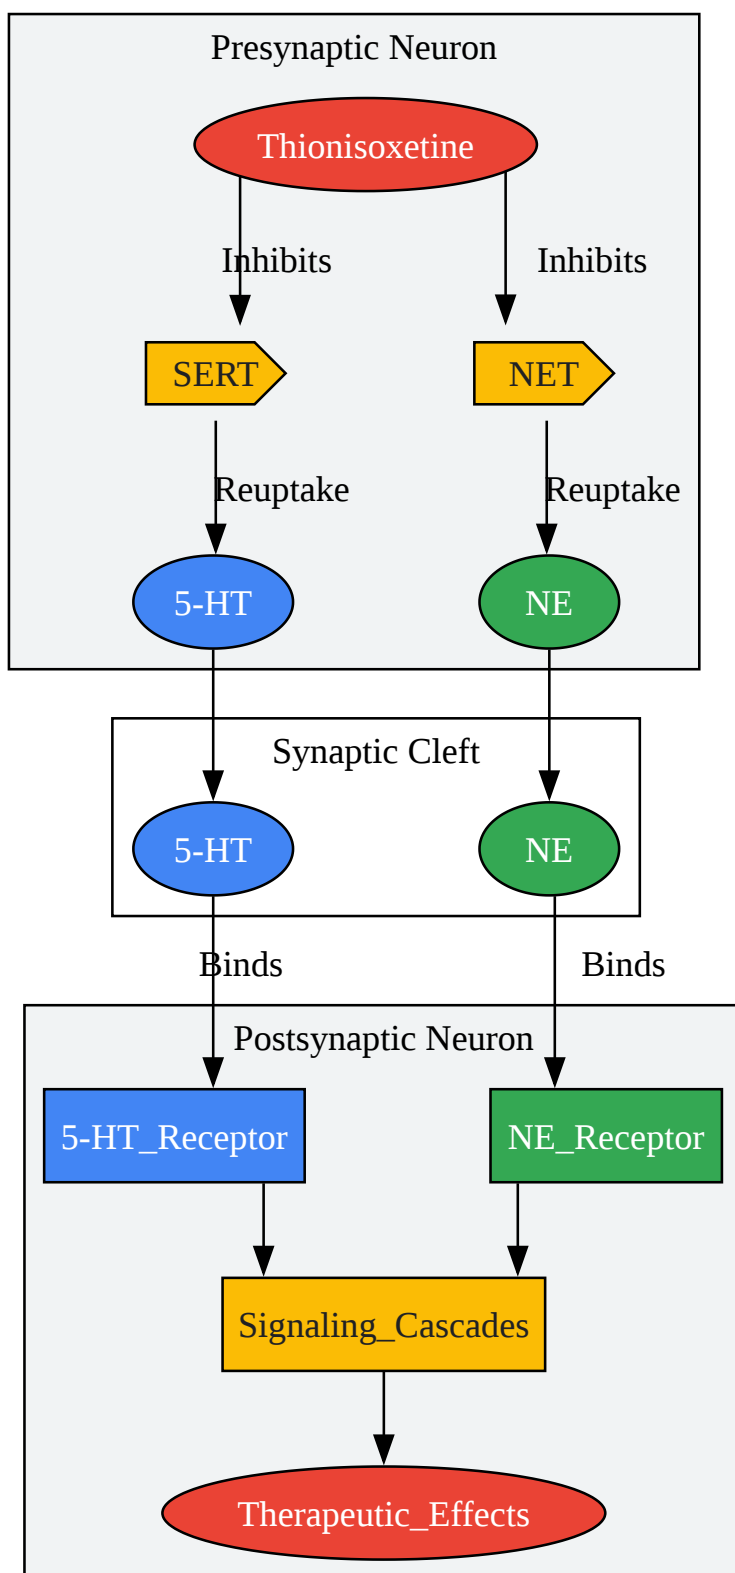 Presynaptic Neuron
Thionisoxetine
Inhibits
Inhibits
SERT
NET
Reuptake
Reuptake
5-HT
NE
Synaptic Cleft
5-HT
NE
Binds
Binds
Postsynaptic Neuron
5-HT_Receptor
NE_Receptor
Signaling_Cascades
Therapeutic_Effects